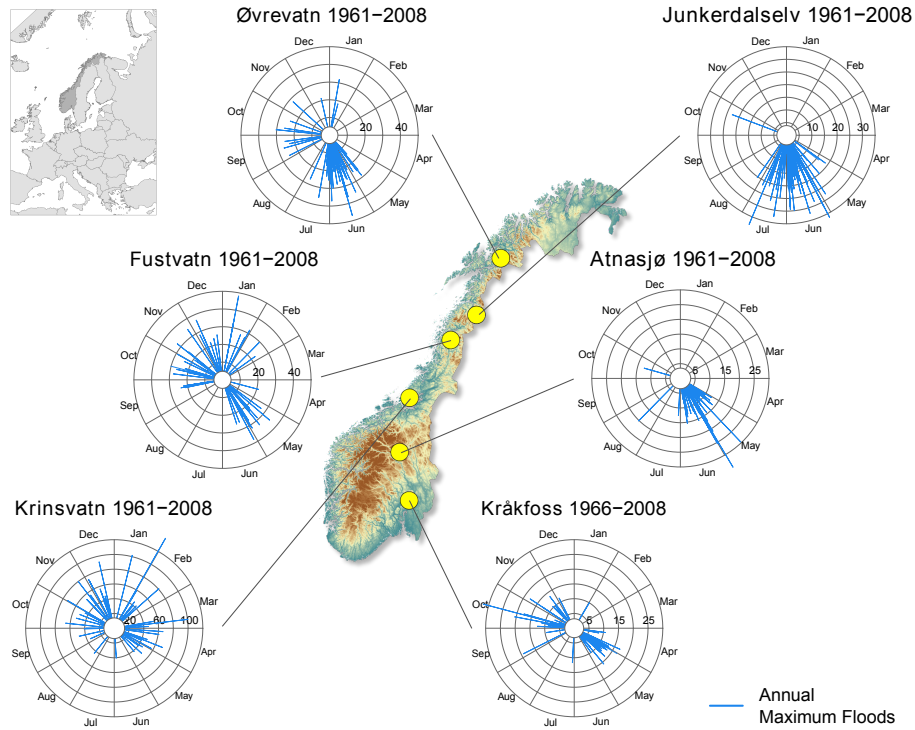 Øvrevatn 1961−2008
Jan
Feb
Mar
Apr
May
Jun
Jul
Aug
Sep
Oct
Nov
Dec
20
40
Junkerdalselv 1961−2008
Jan
Feb
Mar
Apr
May
Jun
Jul
Aug
Sep
Oct
Nov
Dec
10
20
30
Fustvatn 1961−2008
Jan
Feb
Mar
Apr
May
Jun
Jul
Aug
Sep
Oct
Nov
Dec
20
40
Atnasjø 1961−2008
Jan
Feb
Mar
Apr
May
Jun
Jul
Aug
Sep
Oct
Nov
Dec
5
15
25
Krinsvatn 1961−2008
Jan
Feb
Mar
Apr
May
Jun
Jul
Aug
Sep
Oct
Nov
Dec
20
60
100
Kråkfoss 1966−2008
Jan
Feb
Mar
Apr
May
Jun
Jul
Aug
Sep
Oct
Nov
Dec
5
15
25
Annual
Maximum Floods